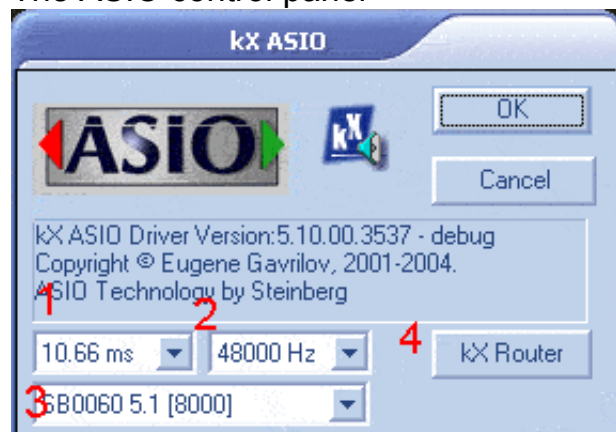 The ASIO control panel
kX ASIO
ASIO
kX
OK
Cancel
kX ASIO Driver Version:5.10.00.3537 - debug
Copyright © Eugene Gavrilov, 2001-2004.
ASIO Technology by Steinberg
1
2
10.66 ms
48000 Hz
4
kX Router
3
SB0060 5.1 [8000]